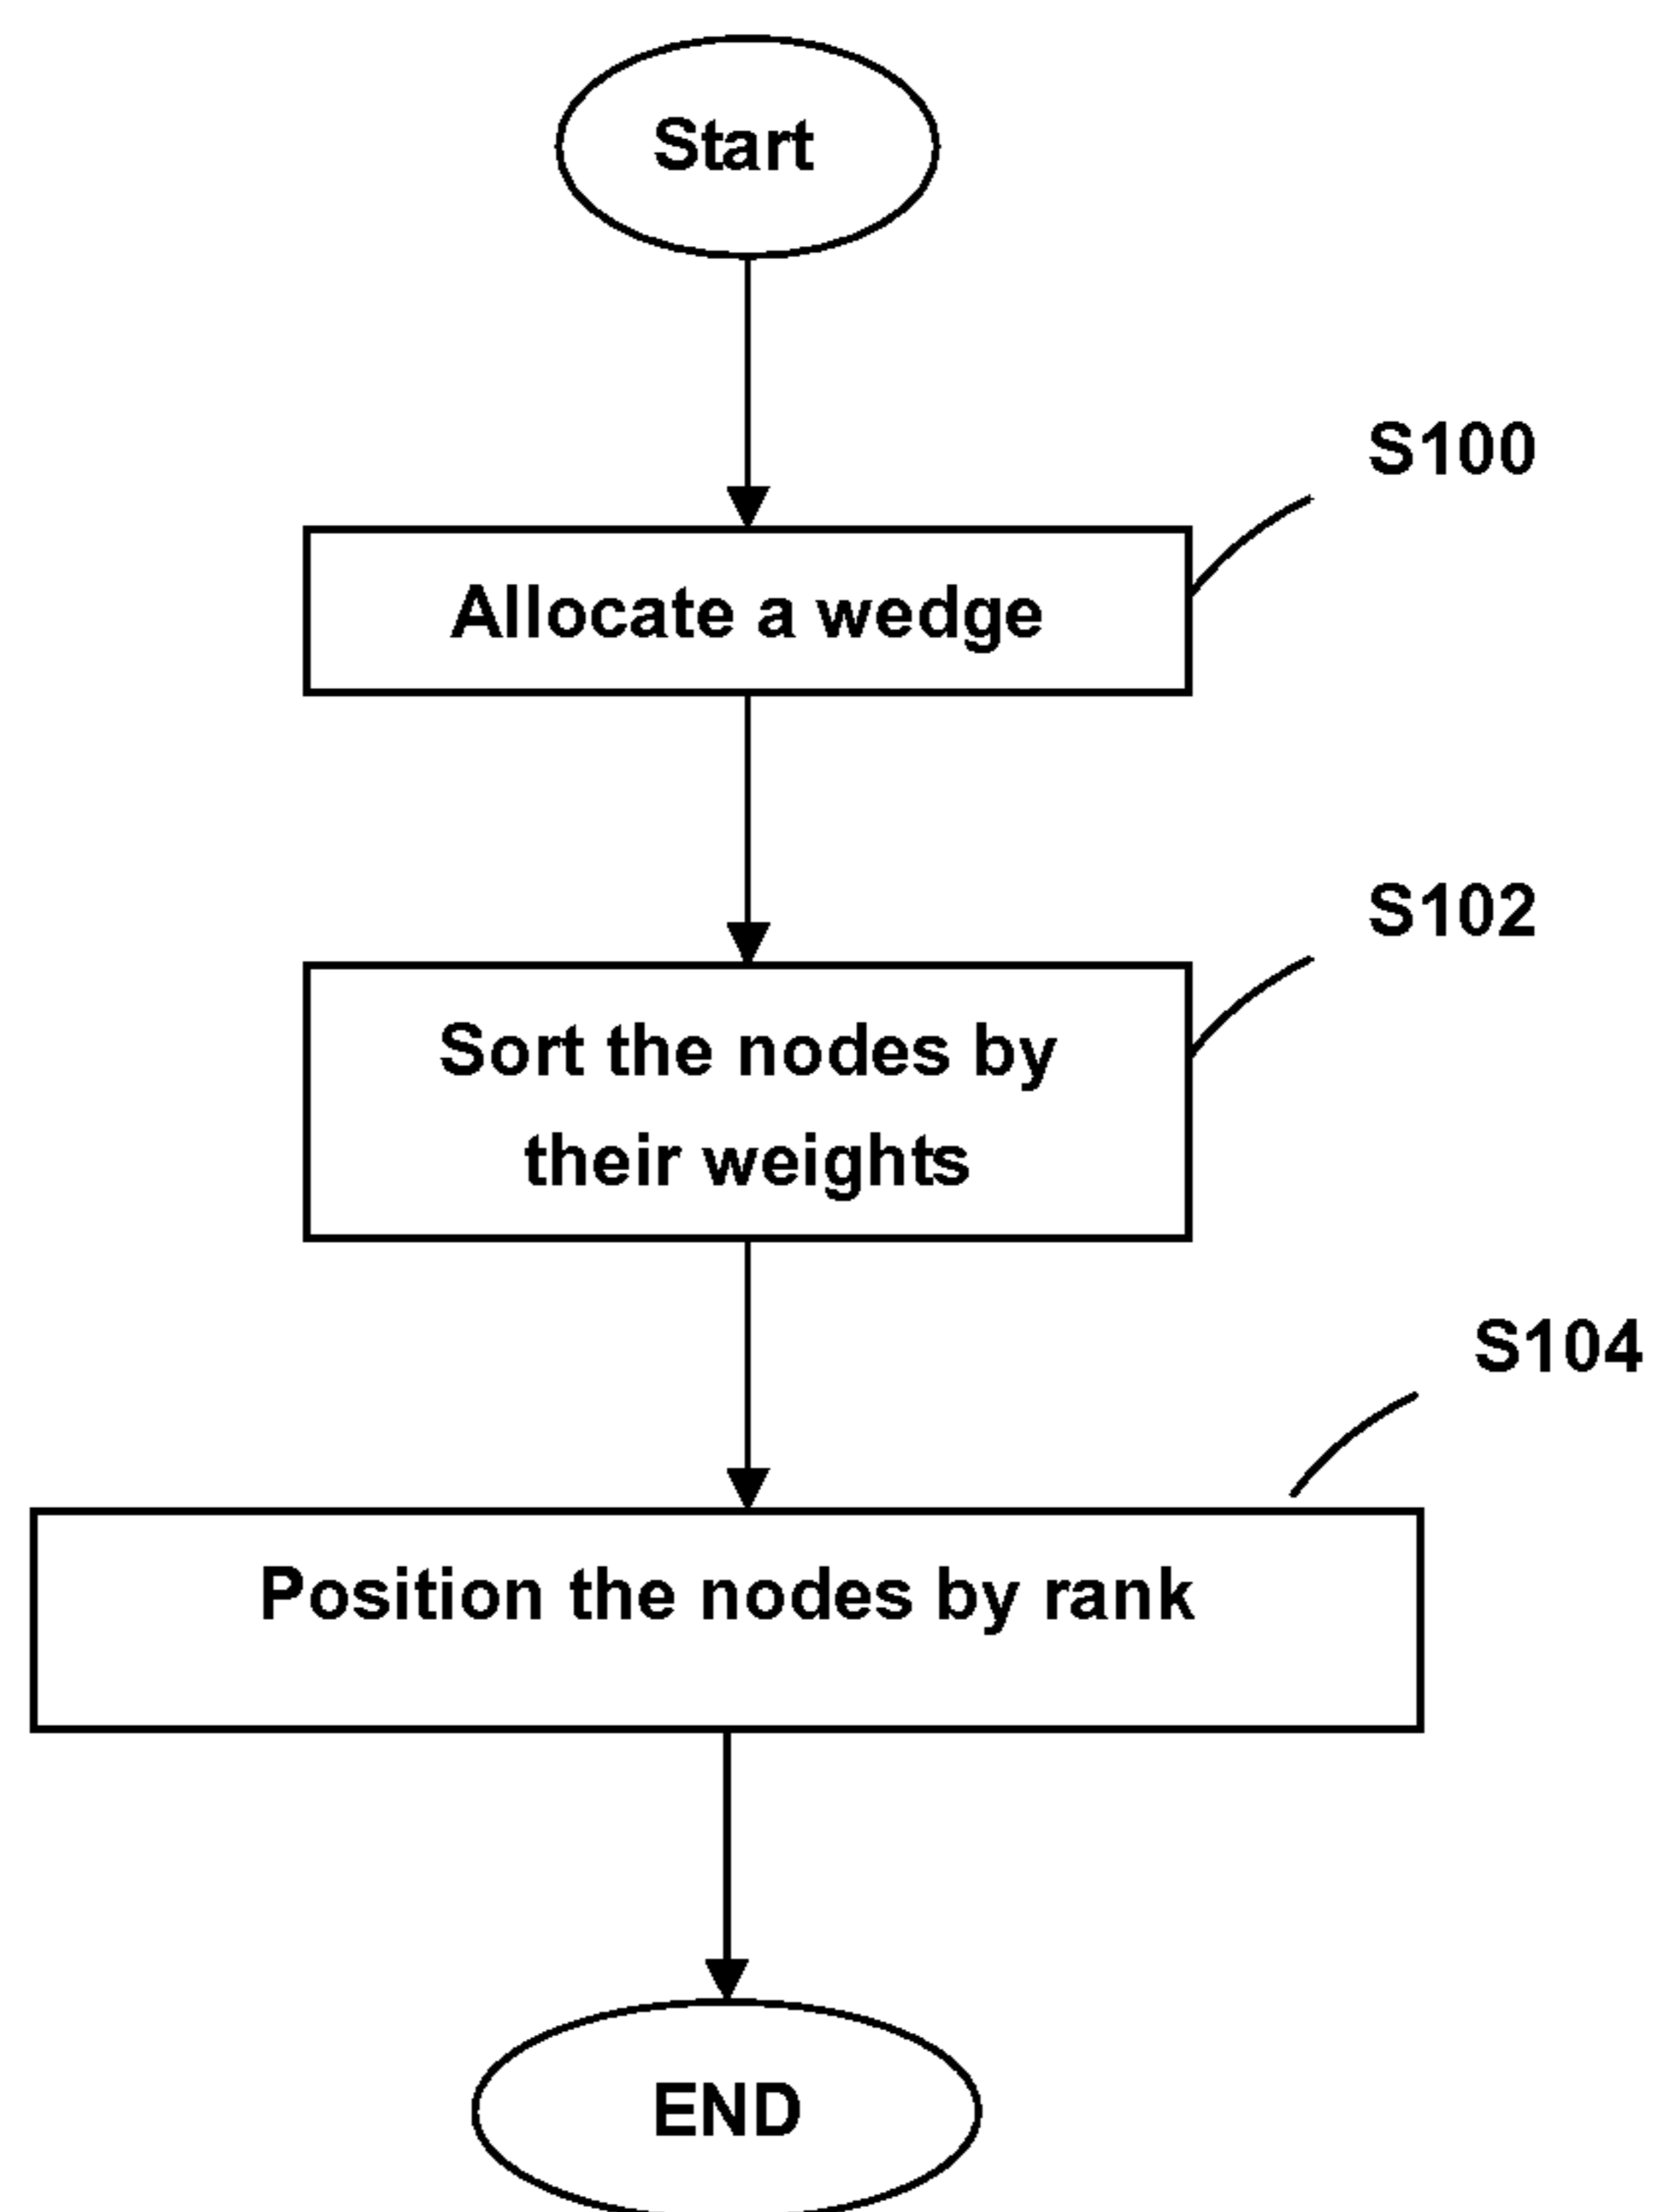 Start
S100
Allocate a wedge
S102
Sort the nodes by
their weights
S104
Position the nodes by rank
END